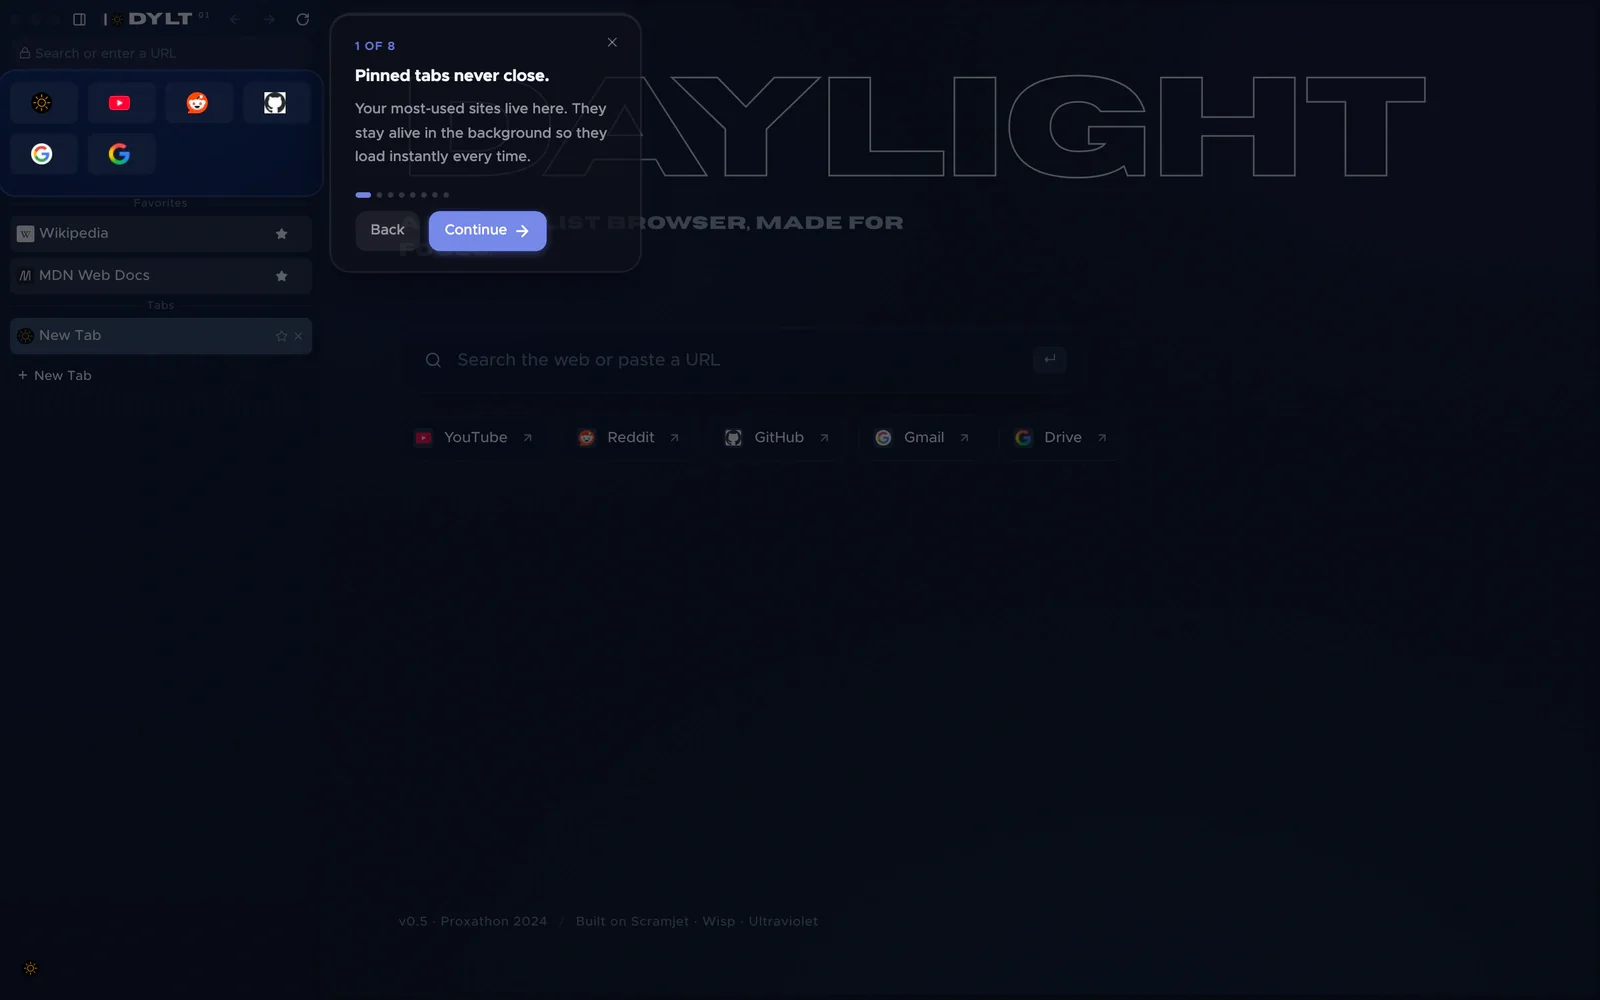 DYLT 01
Search or enter a URL
Favorites
Wikipedia
MDN Web Docs
Tabs
New Tab
+ New Tab
1 OF 8
Pinned tabs never close.
Your most-used sites live here. They
stay alive in the background so they
load instantly every time.
Back
Continue →
DAYLIGHT
BROWSER, MADE FOR
Search the web or paste a URL
YouTube
Reddit
GitHub
Gmail
Drive
v0.5 · Proxathon 2024 / Built on Scramjet · Wisp · Ultraviolet